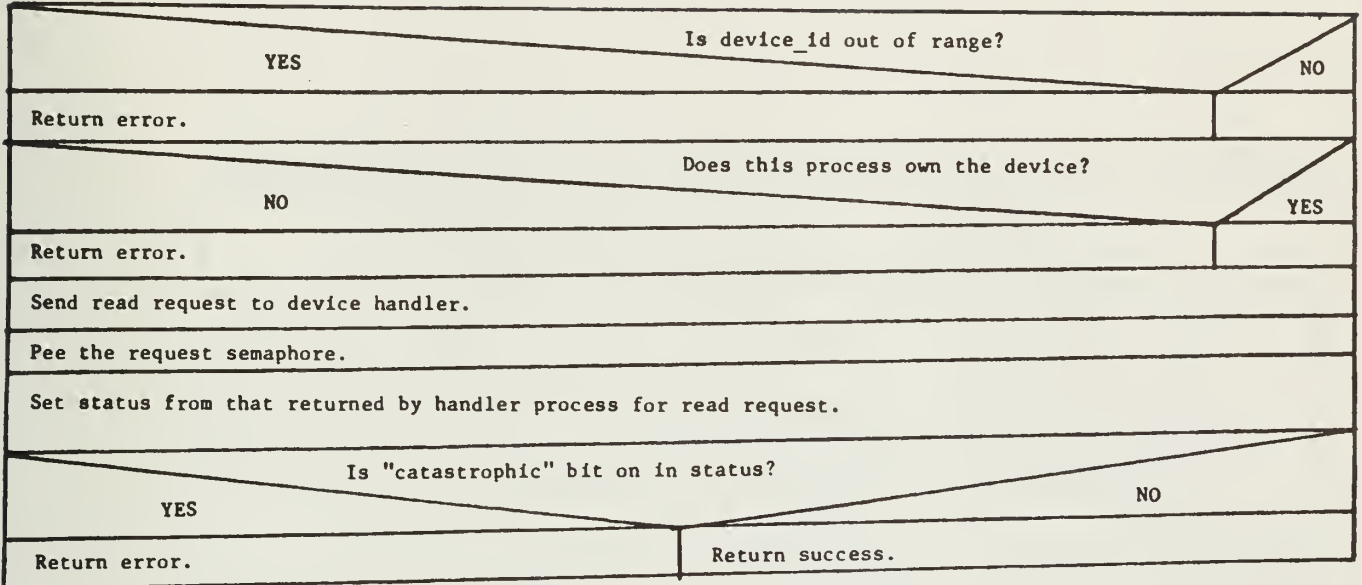 Is device_id out of range?
YES
NO
Return error.
Does this process own the device?
NO
YES
Return error.
Send read request to device handler.
Pee the request semaphore.
Set status from that returned by handler process for read request.
Is "catastrophic" bit on in status?
YES
NO
Return error.
Return success.